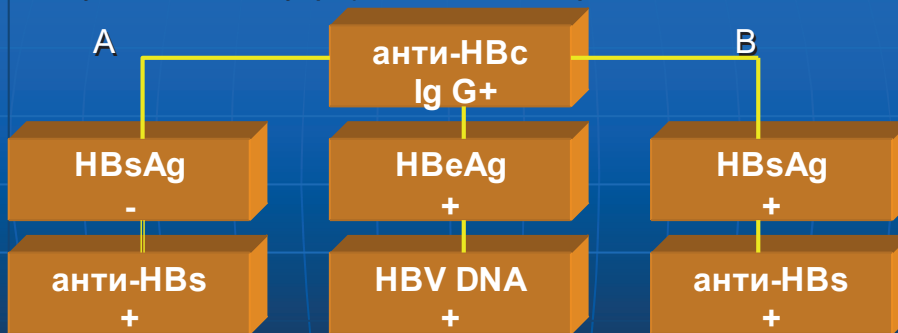 A
B
анти-HBc
Ig G+
HBsAg
-
HBeAg
+
HBsAg
+
анти-HBs
+
HBV DNA
+
анти-HBs
+